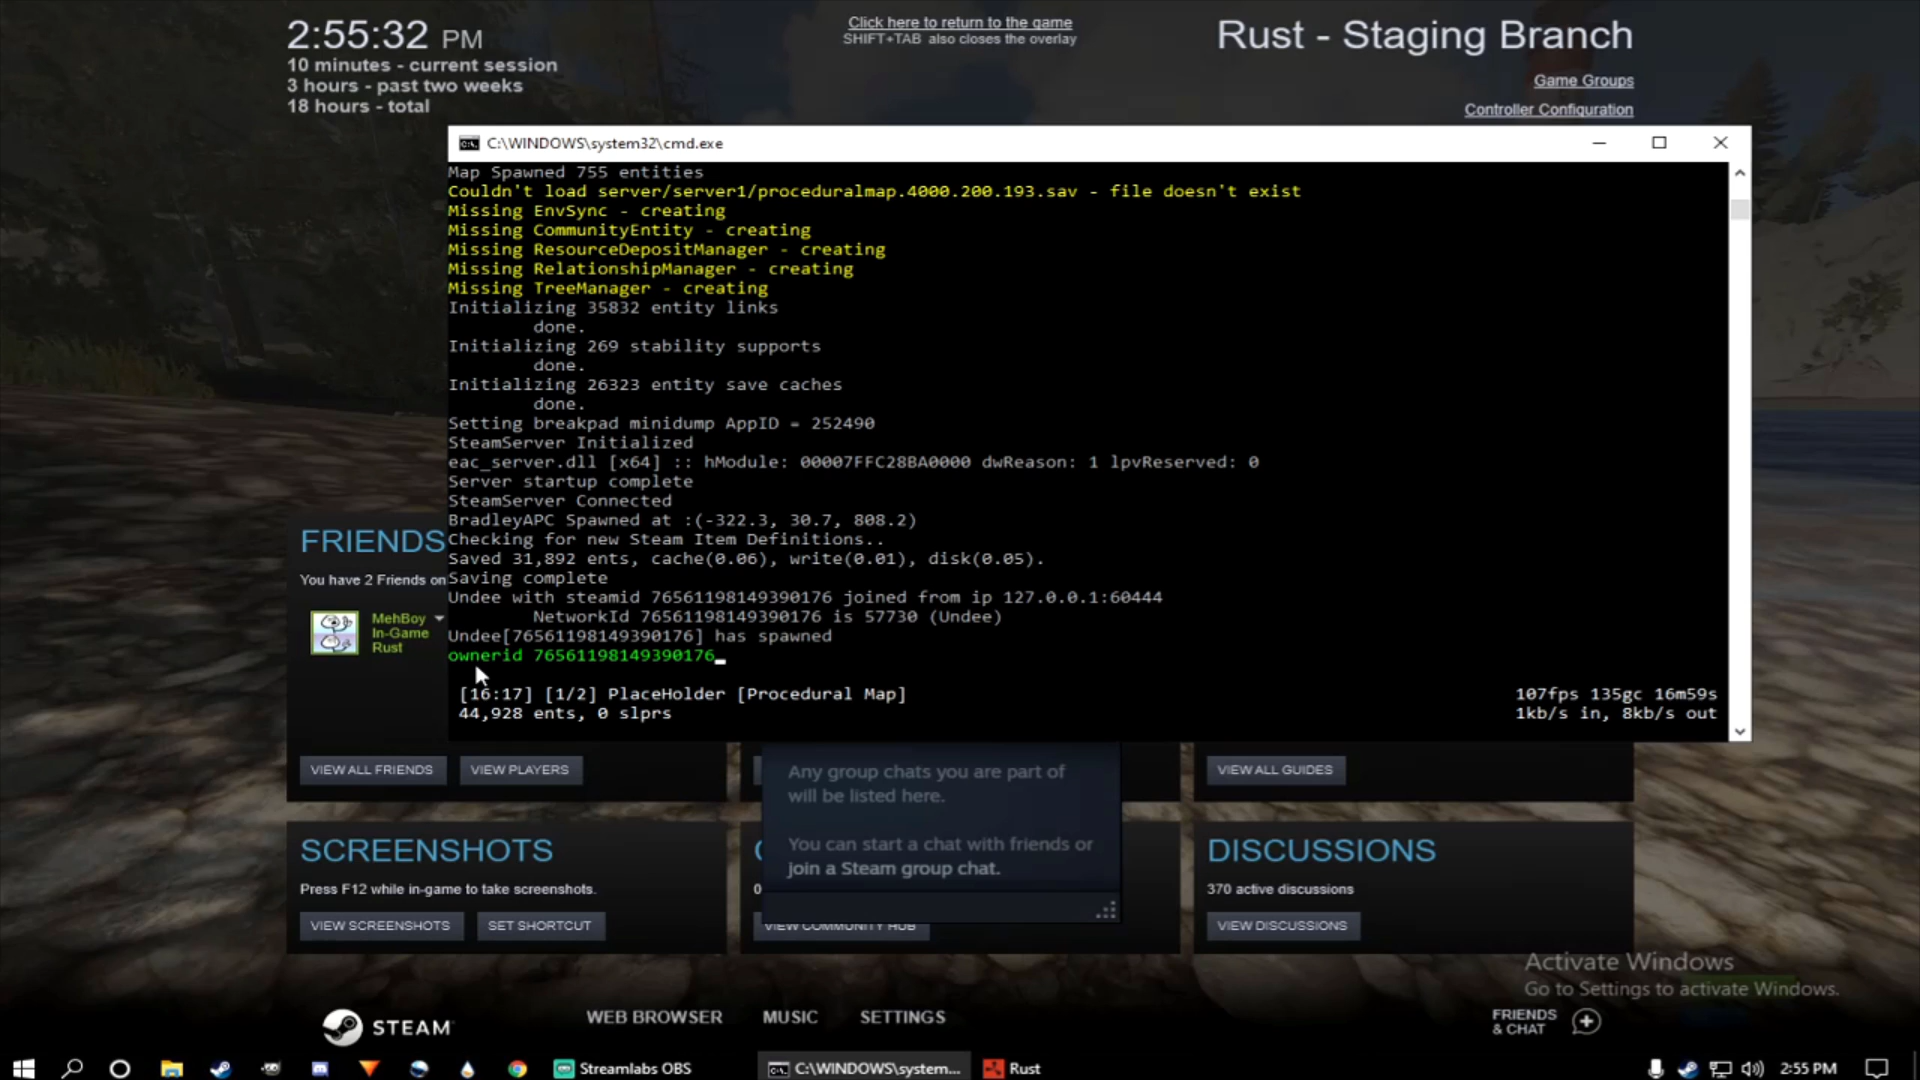 2:55:32 PM
10 minutes - current session
3 hours - past two weeks
18 hours - total
Click here to return to the game
SHIFT+TAB also closes the overlay
Rust - Staging Branch
Game Groups
Controller Configuration
C:\WINDOWS\system32\cmd.exe
Map Spawned 755 entities
Couldn't load server/server1/proceduralmap.4000.200.193.sav - file doesn't exist
Missing EnvSync - creating
Missing CommunityEntity - creating
Missing ResourceDepositManager - creating
Missing RelationshipManager - creating
Missing TreeManager - creating
Initializing 35832 entity links
done.
Initializing 269 stability supports
done.
Initializing 26323 entity save caches
done.
Setting breakpad minidump AppID = 252490
SteamServer Initialized
eac_server.dll [x64] :: hModule: 00007FFC28BA0000 dwReason: 1 lpvReserved: 0
Server startup complete
SteamServer Connected
BradleyAPC Spawned at :(-322.3, 30.7, 808.2)
Checking for new Steam Item Definitions..
Saved 31,892 ents, cache(0.06), write(0.01), disk(0.05).
Saving complete
Undee with steamid 76561198149390176 joined from ip 127.0.0.1:60444
NetworkId 76561198149390176 is 57730 (Undee)
Undee[76561198149390176] has spawned
ownerid 76561198149390176_
[16:17] [1/2] PlaceHolder [Procedural Map]
107fps 135gc 16m59s
44,928 ents, 0 slprs
1kb/s in, 8kb/s out
FRIENDS
You have 2 Friends on
MehBoy
In-Game
Rust
VIEW ALL FRIENDS
VIEW PLAYERS
VIEW ALL GUIDES
Any group chats you are part of
will be listed here.
You can start a chat with friends or
join a Steam group chat.
SCREENSHOTS
Press F12 while in-game to take screenshots.
VIEW SCREENSHOTS
SET SHORTCUT
VIEW COMMUNITY HUB
DISCUSSIONS
370 active discussions
VIEW DISCUSSIONS
Activate Windows
Go to Settings to activate Windows.
STEAM
WEB BROWSER
MUSIC
SETTINGS
FRIENDS
& CHAT
Streamlabs OBS
C:\WINDOWS\system...
Rust
2:55 PM